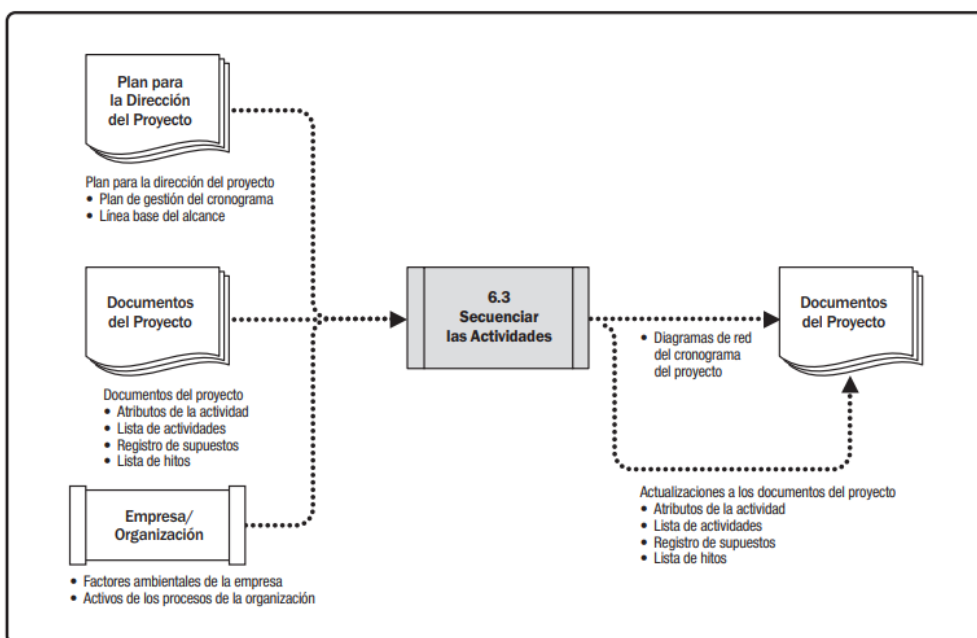 Plan para
la Dirección
del Proyecto
Plan para la dirección del proyecto
• Plan de gestión del cronograma
• Línea base del alcance
Documentos
del Proyecto
Documentos del proyecto
• Atributos de la actividad
• Lista de actividades
• Registro de supuestos
• Lista de hitos
Empresa/
Organización
• Factores ambientales de la empresa
• Activos de los procesos de la organización
6.3
Secuenciar
las Actividades
• Diagramas de red
del cronograma
del proyecto
Documentos
del Proyecto
Actualizaciones a los documentos del proyecto
• Atributos de la actividad
• Lista de actividades
• Registro de supuestos
• Lista de hitos